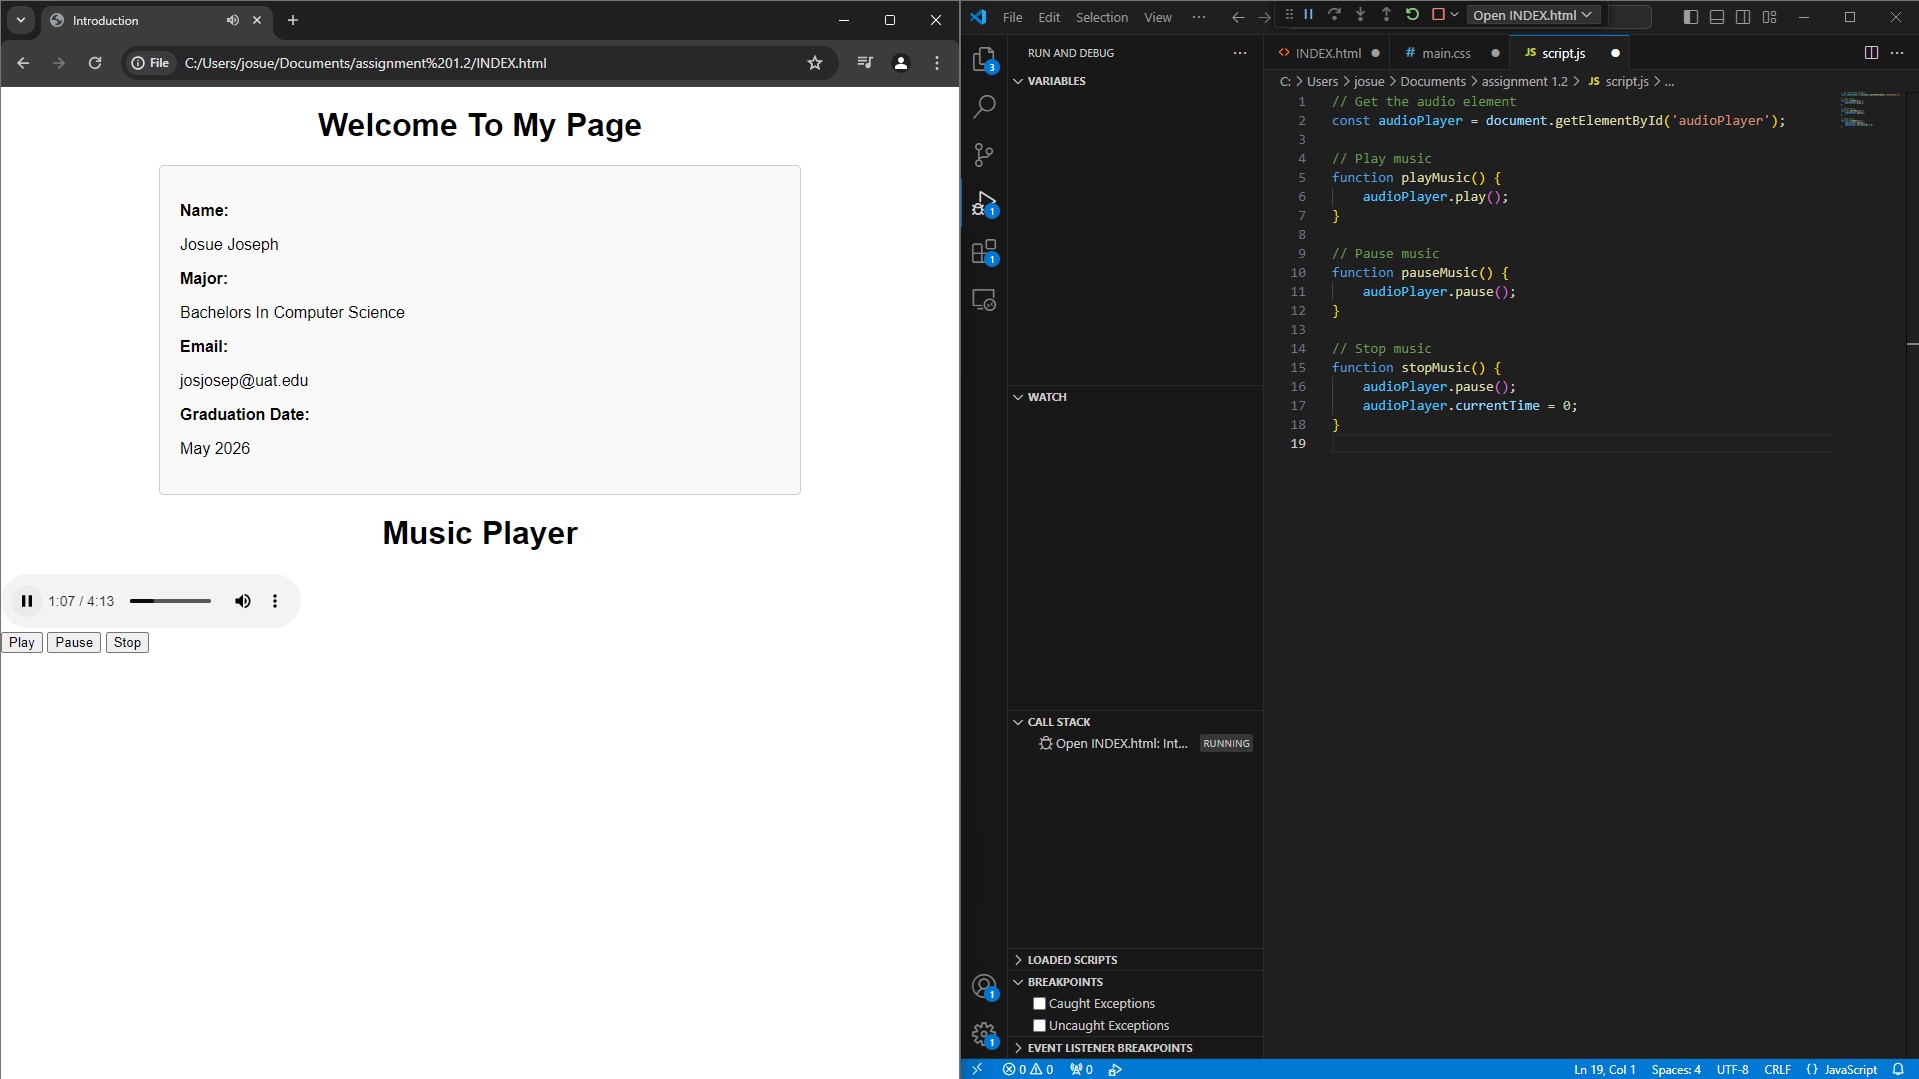 Introduction
File
C:/Users/josue/Documents/assignment%201.2/INDEX.html
Welcome To My Page
Name:
Josue Joseph
Major:
Bachelors In Computer Science
Email:
josjosep@uat.edu
Graduation Date:
May 2026
Music Player
1:07 / 4:13
Play Pause Stop
File Edit Selection View ···
Open INDEX.html
RUN AND DEBUG
VARIABLES
WATCH
CALL STACK
Open INDEX.html: Int... RUNNING
LOADED SCRIPTS
BREAKPOINTS
Caught Exceptions
Uncaught Exceptions
EVENT LISTENER BREAKPOINTS
3
1
1
1
1
INDEX.html # main.css JS script.js
C: > Users > josue > Documents > assignment 1.2 > JS script.js > ...
1 // Get the audio element
2 const audioPlayer = document.getElementById('audioPlayer');
3
4 // Play music
5 function playMusic() {
6 audioPlayer.play();
7 }
8
9 // Pause music
10 function pauseMusic() {
11 audioPlayer.pause();
12 }
13
14 // Stop music
15 function stopMusic() {
16 audioPlayer.pause();
17 audioPlayer.currentTime = 0;
18 }
19
0 0 0
Ln 19, Col 1 Spaces: 4 UTF-8 CRLF {} JavaScript